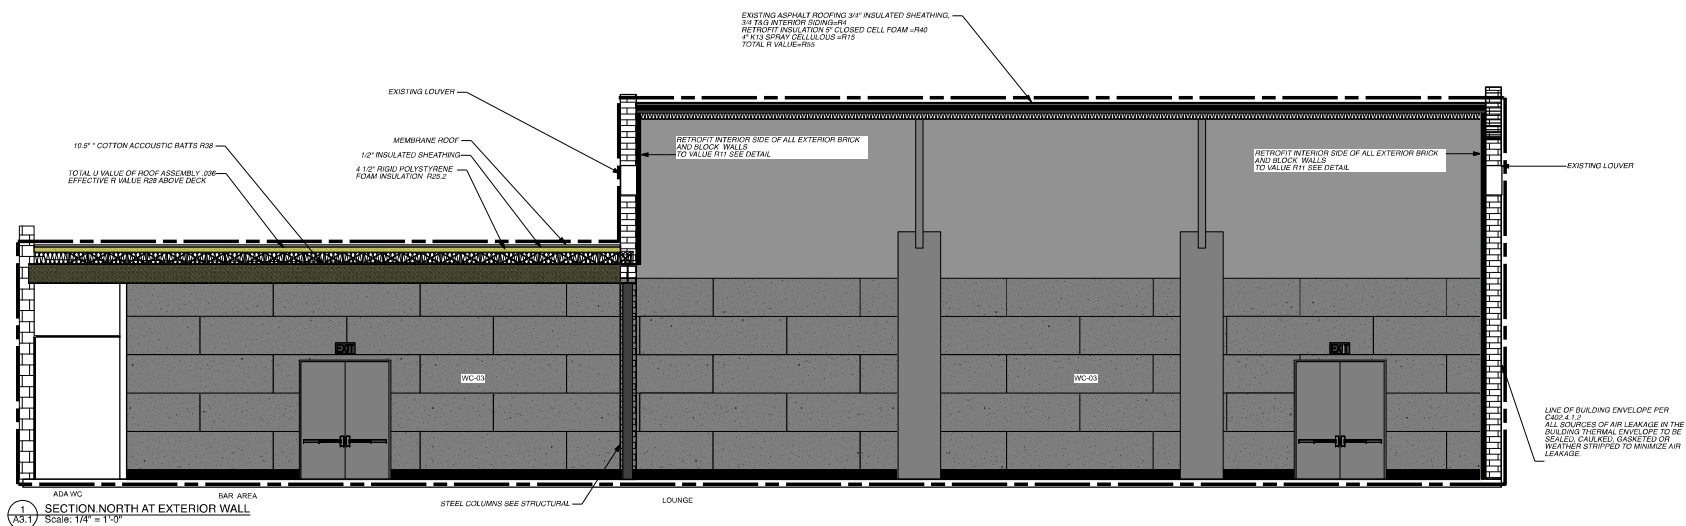 EXISTING ASPHALT ROOFING 3/4" INSULATED SHEATHING,
3/4 T&G INTERIOR SIDING=R4
RETROFIT INSULATION 5" CLOSED CELL FOAM =R40
4" K13 SPRAY CELLULOUS =R15
TOTAL R VALUE=R55
EXISTING LOUVER
MEMBRANE ROOF
10.5" " COTTON ACCOUSTIC BATTS R38
1/2" INSULATED SHEATHING
TOTAL U VALUE OF ROOF ASSEMBLY .036
EFFECTIVE R VALUE R28 ABOVE DECK
4 1/2" RIGID POLYSTYRENE
FOAM INSULATION R25.2
RETROFIT INTERIOR SIDE OF ALL EXTERIOR BRICK
AND BLOCK WALLS
TO VALUE R11 SEE DETAIL
RETROFIT INTERIOR SIDE OF ALL EXTERIOR BRICK
AND BLOCK WALLS
TO VALUE R11 SEE DETAIL
EXISTING LOUVER
EXIT
EXIT
WC-03
WC-03
LINE OF BUILDING ENVELOPE PER
C402.4.1.2
ALL SOURCES OF AIR LEAKAGE IN THE
BUILDING THERMAL ENVELOPE TO BE
SEALED, CAULKED, GASKETED OR
WEATHER STRIPPED TO MINIMIZE AIR
LEAKAGE.
ADA WC
BAR AREA
STEEL COLUMNS SEE STRUCTURAL
LOUNGE
1
A3.1
SECTION NORTH AT EXTERIOR WALL
Scale: 1/4" = 1'-0"